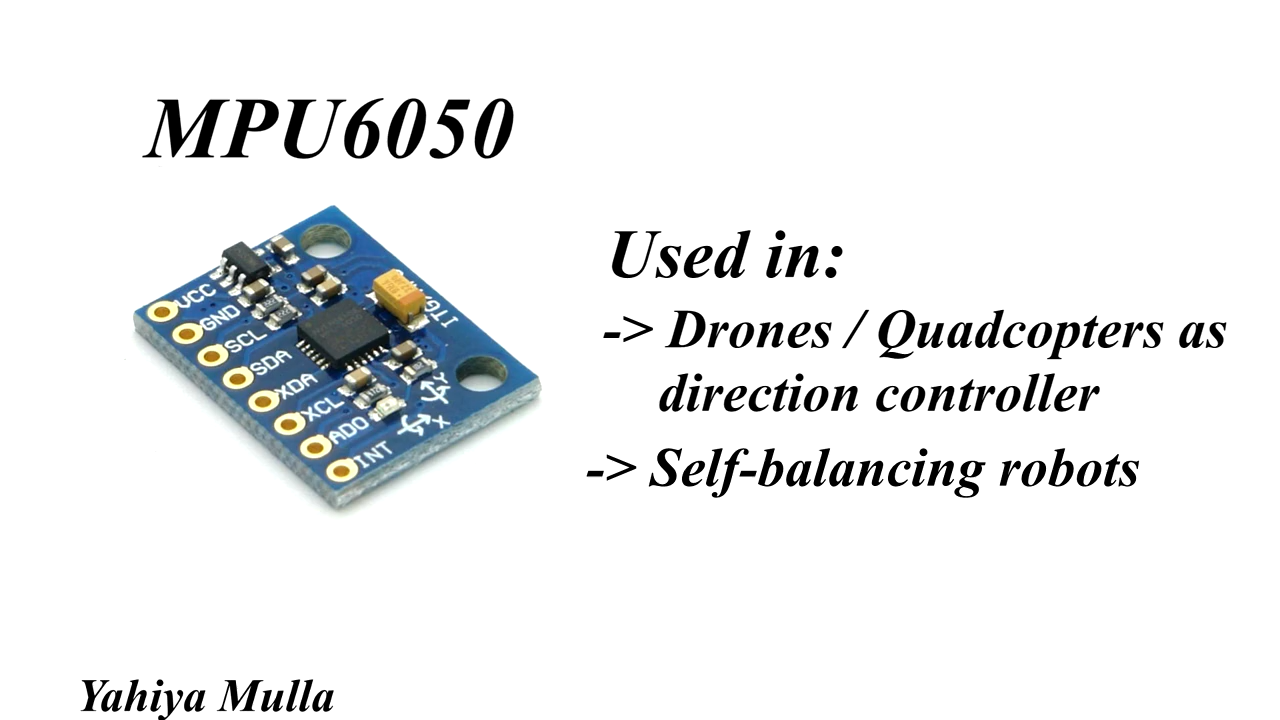 MPU6050
VCC
GND
SCL
SDA
XDA
XCL
ADO
INT
Y
X
ITG
Used in:
-> Drones / Quadcopters as
direction controller
-> Self-balancing robots
Yahiya Mulla